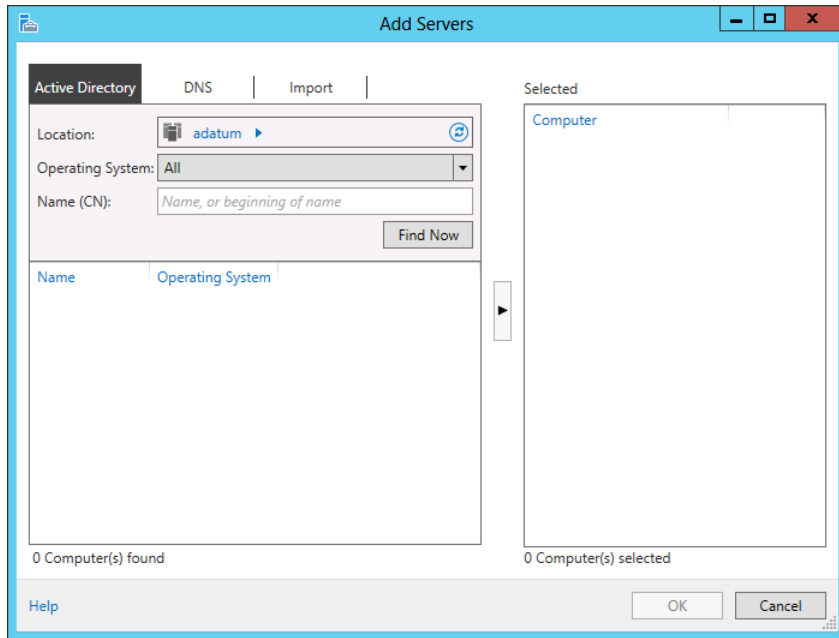 Add Servers
Active Directory DNS Import
Selected
Location: adatum
Operating System: All
Name (CN): Name, or beginning of name
Find Now
Name Operating System
Computer
0 Computer(s) found
0 Computer(s) selected
Help
OK Cancel